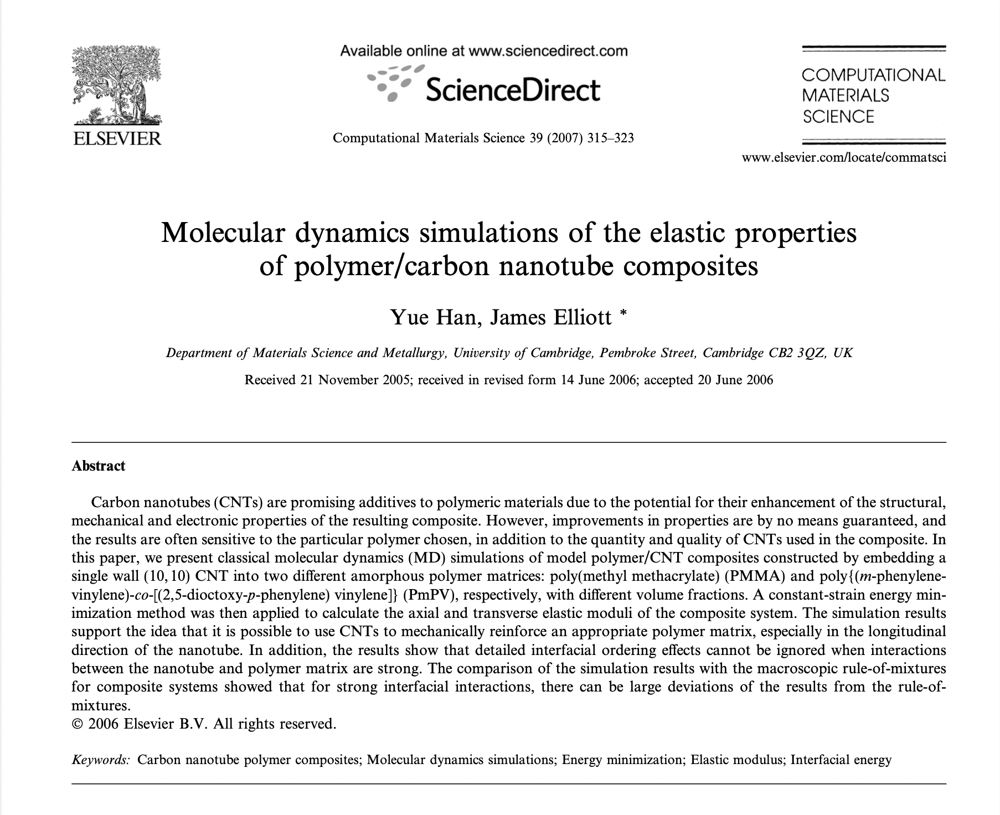 Available online at www.sciencedirect.com
NON SOLUS
ScienceDirect
ELSEVIER
Computational Materials Science 39 (2007) 315–323
COMPUTATIONAL
MATERIALS
SCIENCE
www.elsevier.com/locate/commatsci
Molecular dynamics simulations of the elastic properties
of polymer/carbon nanotube composites
Yue Han, James Elliott *
Department of Materials Science and Metallurgy, University of Cambridge, Pembroke Street, Cambridge CB2 3QZ, UK
Received 21 November 2005; received in revised form 14 June 2006; accepted 20 June 2006
Abstract
Carbon nanotubes (CNTs) are promising additives to polymeric materials due to the potential for their enhancement of the structural,
mechanical and electronic properties of the resulting composite. However, improvements in properties are by no means guaranteed, and
the results are often sensitive to the particular polymer chosen, in addition to the quantity and quality of CNTs used in the composite. In
this paper, we present classical molecular dynamics (MD) simulations of model polymer/CNT composites constructed by embedding a
single wall (10, 10) CNT into two different amorphous polymer matrices: poly(methyl methacrylate) (PMMA) and poly{(m-phenylene-
vinylene)-co-[(2,5-dioctoxy-p-phenylene) vinylene]} (PmPV), respectively, with different volume fractions. A constant-strain energy min-
imization method was then applied to calculate the axial and transverse elastic moduli of the composite system. The simulation results
support the idea that it is possible to use CNTs to mechanically reinforce an appropriate polymer matrix, especially in the longitudinal
direction of the nanotube. In addition, the results show that detailed interfacial ordering effects cannot be ignored when interactions
between the nanotube and polymer matrix are strong. The comparison of the simulation results with the macroscopic rule-of-mixtures
for composite systems showed that for strong interfacial interactions, there can be large deviations of the results from the rule-of-
mixtures.
© 2006 Elsevier B.V. All rights reserved.
Keywords: Carbon nanotube polymer composites; Molecular dynamics simulations; Energy minimization; Elastic modulus; Interfacial energy